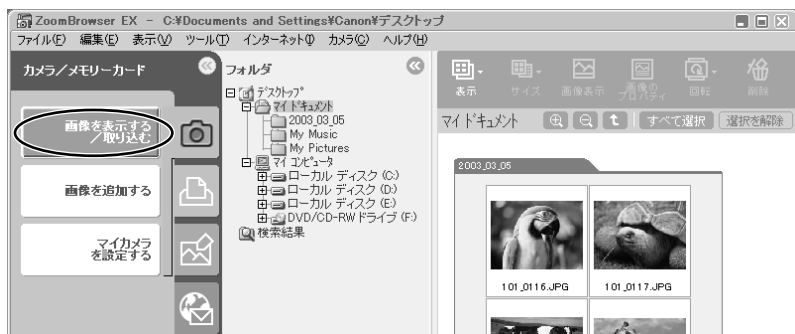 ZoomBrowser EX - C:¥Documents and Settings¥Canon¥デスクトップ
ファイル(F) 編集(E) 表示(V) ツール(T) インターネット(I) カメラ(C) ヘルプ(H)
カメラ/メモリーカード
画像を表示する
/取り込む
画像を追加する
マイカメラ
を設定する
フォルダ
デスクトップ
マイ ドキュメント
2003_03_05
My Music
My Pictures
マイ コンピュータ
ローカル ディスク (C:)
ローカル ディスク (D:)
ローカル ディスク (E:)
DVD/CD-RW ドライブ (F:)
検索結果
表示 サイズ 画像表示 画像のプロパティ 回転 削除
マイ ドキュメント すべて選択 選択を解除
2003_03_05
101_0116.JPG 101_0117.JPG